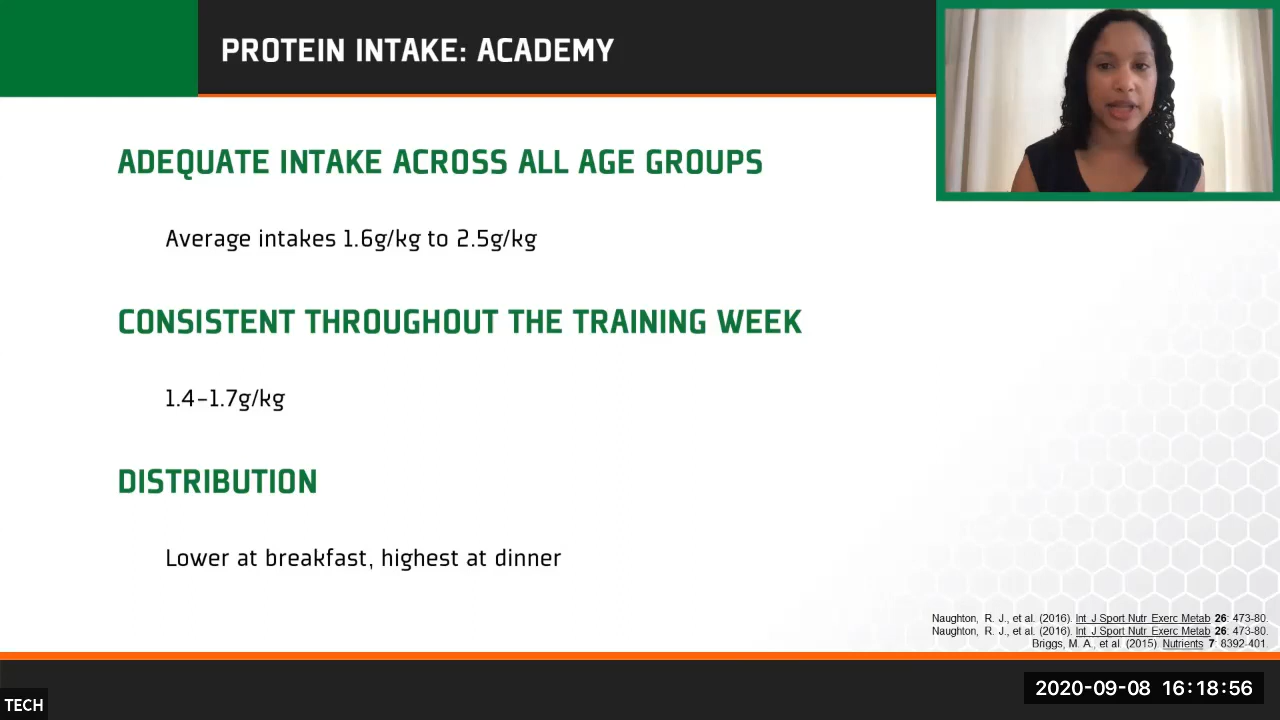 PROTEIN INTAKE: ACADEMY
ADEQUATE INTAKE ACROSS ALL AGE GROUPS
Average intakes 1.6g/kg to 2.5g/kg
CONSISTENT THROUGHOUT THE TRAINING WEEK
1.4-1.7g/kg
DISTRIBUTION
Lower at breakfast, highest at dinner
Naughton, R. J., et al. (2016). Int J Sport Nutr Exerc Metab 26: 473-80.
Naughton, R. J., et al. (2016). Int J Sport Nutr Exerc Metab 26: 473-80.
Briggs, M. A., et al. (2015) Nutrients 7: 8392-401.
2020-09-08 16:18:56
TECH